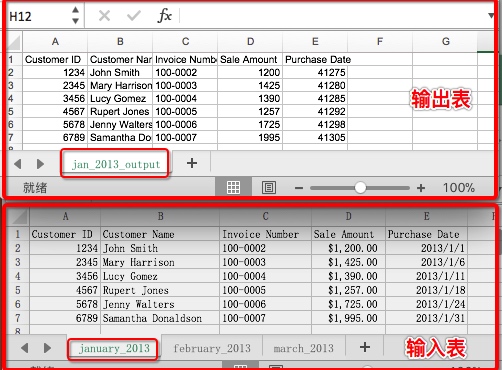 H12 fx
A B C D E F G
1 Customer ID Customer Nam Invoice Numbe Sale Amount Purchase Date
2 1234 John Smith 100-0002 1200 41275
3 2345 Mary Harrison 100-0003 1425 41280
4 3456 Lucy Gomez 100-0004 1390 41285
5 4567 Rupert Jones 100-0005 1257 41292
6 5678 Jenny Walters 100-0006 1725 41298
7 6789 Samantha Do 100-0007 1995 41305
输出表
jan_2013_output +
就绪 100%
A B C D E
1 Customer ID Customer Name Invoice Number Sale Amount Purchase Date
2 1234 John Smith 100-0002 $1,200.00 2013/1/1
3 2345 Mary Harrison 100-0003 $1,425.00 2013/1/6
4 3456 Lucy Gomez 100-0004 $1,390.00 2013/1/11
5 4567 Rupert Jones 100-0005 $1,257.00 2013/1/18
6 5678 Jenny Walters 100-0006 $1,725.00 2013/1/24
7 6789 Samantha Donaldson 100-0007 $1,995.00 2013/1/31
january_2013 february_2013 march_2013 + 输入表